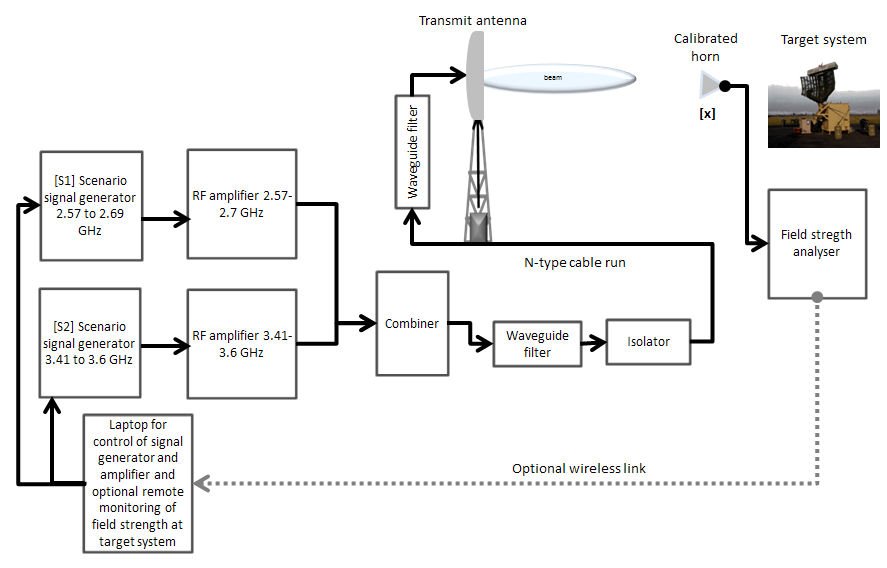 Transmit antenna
Calibrated
horn
Target system
beam
[x]
Waveguide filter
[S1] Scenario
signal generator
2.57 to 2.69
GHz
RF amplifier 2.57-
2.7 GHz
Field stregth
analyser
N-type cable run
[S2] Scenario
signal generator
3.41 to 3.6 GHz
RF amplifier 3.41-
3.6 GHz
Combiner
Waveguide
filter
Isolator
Laptop for
control of signal
generator and
amplifier and
optional remote
monitoring of
field strength at
target system
Optional wireless link